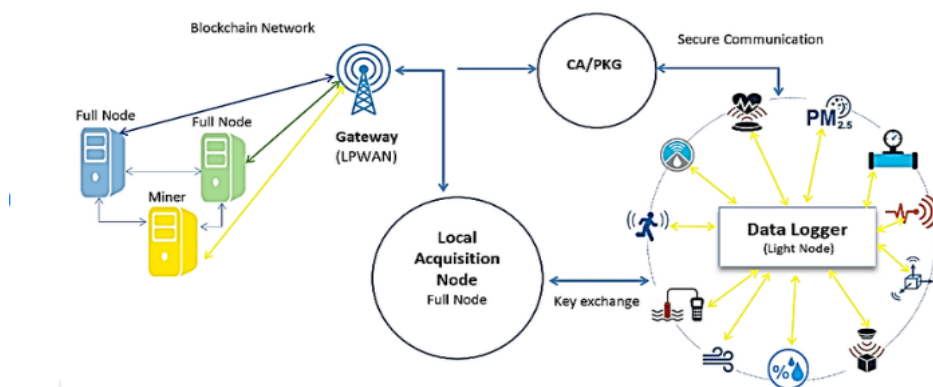 Blockchain Network
Full Node
Full Node
Miner
Gateway
(LPWAN)
CA/PKG
Secure Communication
Local
Acquisition
Node
Full Node
Key exchange
PM2.5
Data Logger
(Light Node)
%